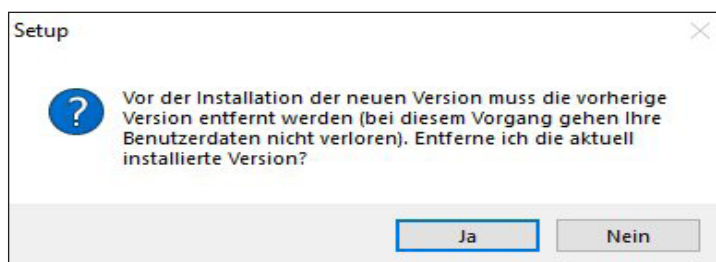 Setup
Vor der Installation der neuen Version muss die vorherige
Version entfernt werden (bei diesem Vorgang gehen Ihre
Benutzerdaten nicht verloren). Entferne ich die aktuell
installierte Version?
Ja
Nein